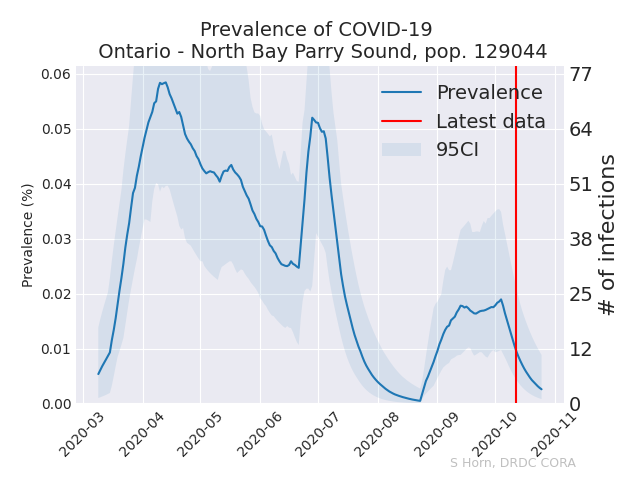 Prevalence of COVID-19
Ontario - North Bay Parry Sound, pop. 129044
Prevalence
Latest data
95CI
Prevalence (%)
0.06
0.05
0.04
0.03
0.02
0.01
0.00
77
64
51
38
25
12
0
# of infections
2020-03
2020-04
2020-05
2020-06
2020-07
2020-08
2020-09
2020-10
2020-11
S Horn, DRDC CORA